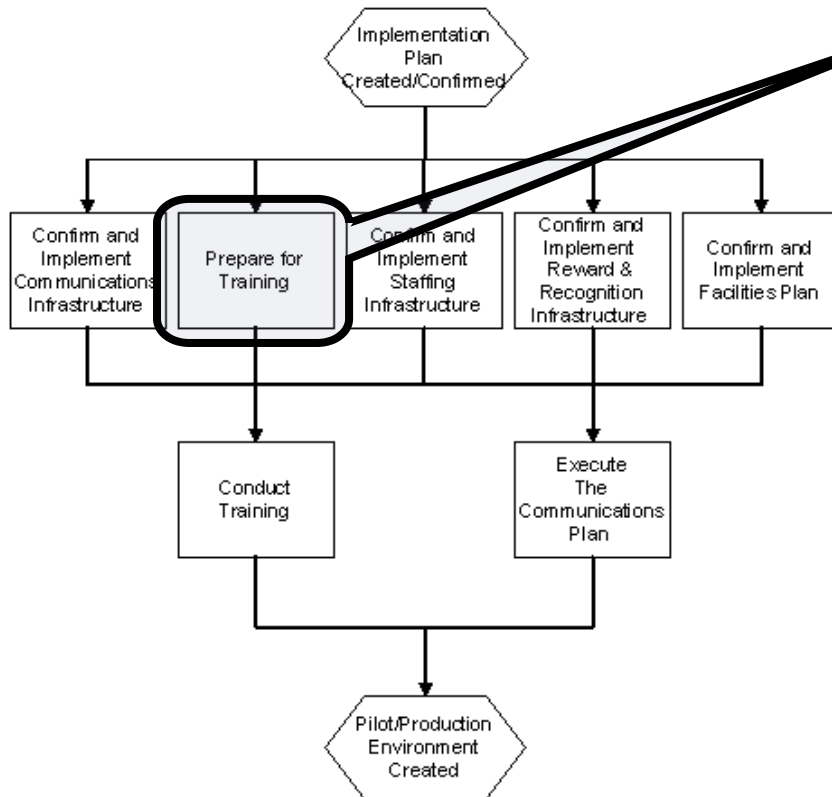 Implementation
Plan
Created/Confirmed
Confirm and
Implement
Communications
Infrastructure
Prepare for
Training
Confirm and
Implement
Staffing
Infrastructure
Confirm and
Implement
Reward &
Recognition
Infrastructure
Confirm and
Implement
Facilities Plan
Conduct
Training
Execute
The
Communications
Plan
Pilot/Production
Environment
Created